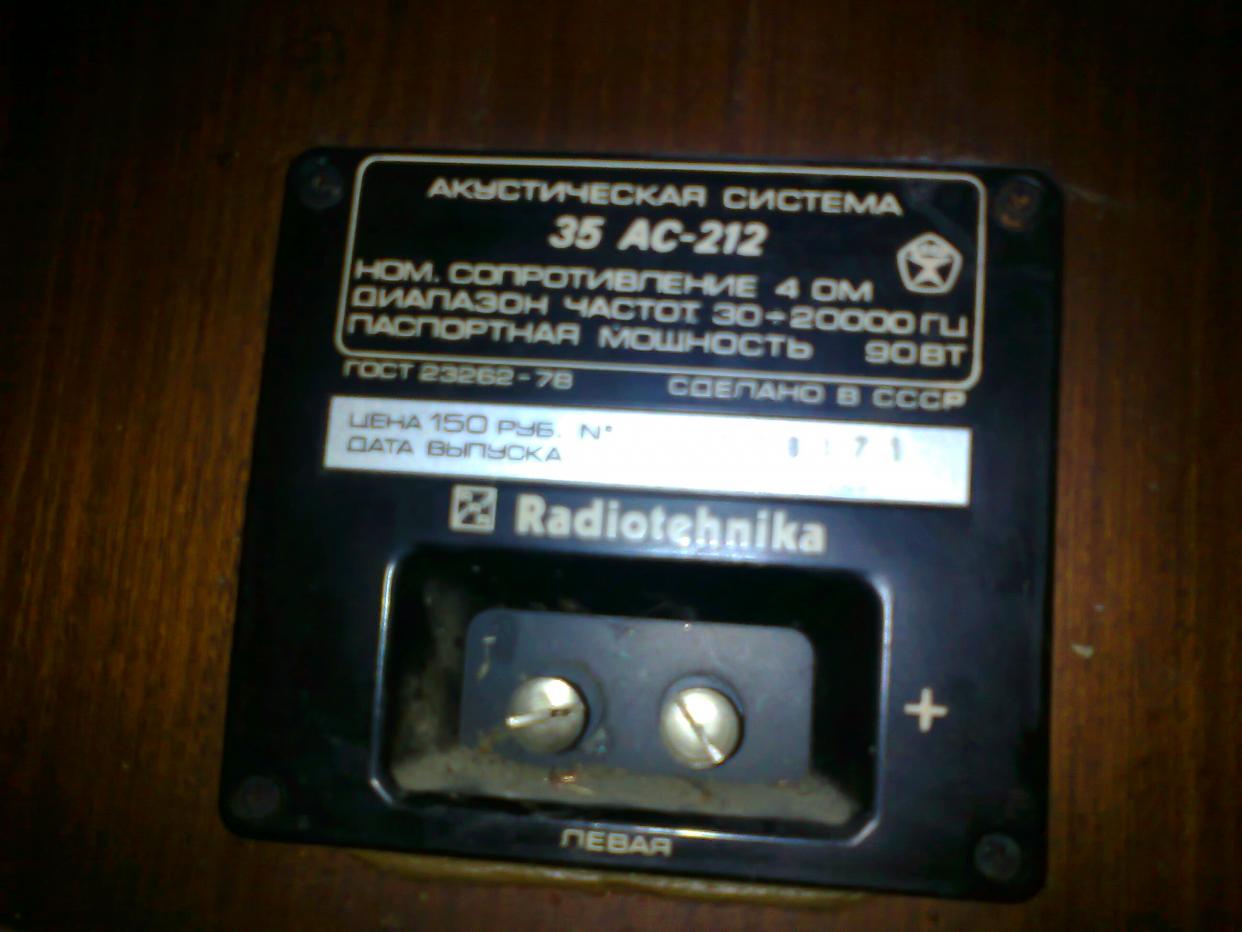 АКУСТИЧЕСКАЯ СИСТЕМА
35 АС-212
НОМ. СОПРОТИВЛЕНИЕ 4 ОМ
ДИАПАЗОН ЧАСТОТ 30÷20000 ГЦ
ПАСПОРТНАЯ МОЩНОСТЬ 90 ВТ
ГОСТ 23262-78 СДЕЛАНО В СССР
ЦЕНА 150 РУБ. N°
ДАТА ВЫПУСКА
Radiotehnika
+
ЛЕВАЯ